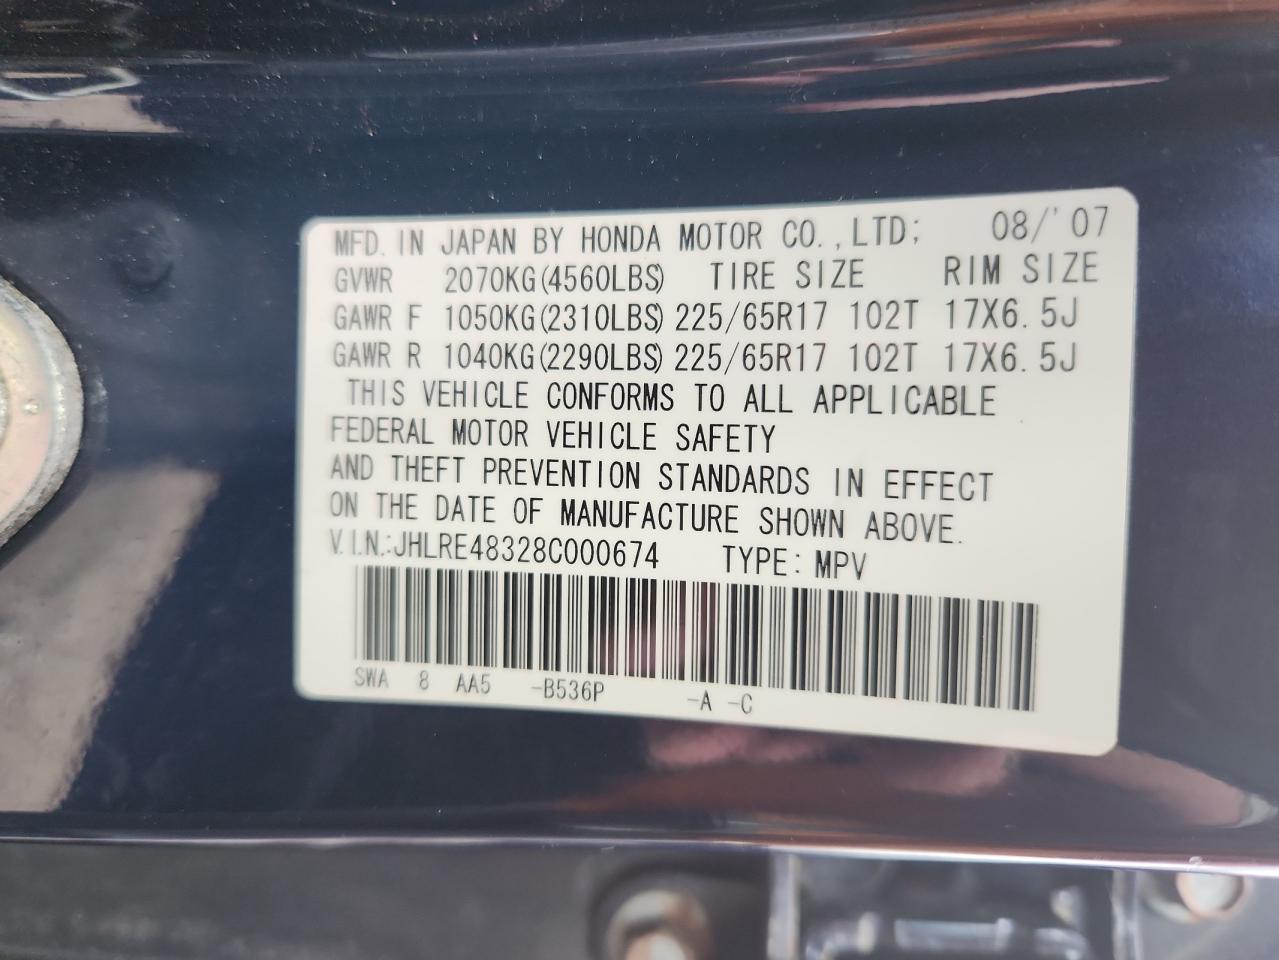 MFD. IN JAPAN BY HONDA MOTOR CO., LTD; 08/'07
GVWR 2070KG(4560LBS) TIRE SIZE RIM SIZE
GAWR F 1050KG(2310LBS) 225/65R17 102T 17X6.5J
GAWR R 1040KG(2290LBS) 225/65R17 102T 17X6.5J
THIS VEHICLE CONFORMS TO ALL APPLICABLE
FEDERAL MOTOR VEHICLE SAFETY
AND THEFT PREVENTION STANDARDS IN EFFECT
ON THE DATE OF MANUFACTURE SHOWN ABOVE.
V.I.N.:JHLRE48328C000674 TYPE: MPV
SWA 8 AA5 -B536P -A -C